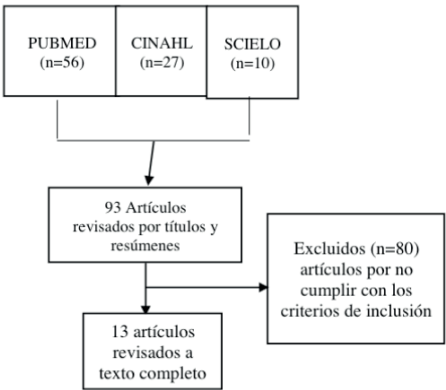 PUBMED
(n=56)
CINAHL
(n=27)
SCIELO
(n=10)
93 Artículos
revisados por títulos y
resúmenes
Excluidos (n=80)
artículos por no
cumplir con los
criterios de inclusión
13 artículos
revisados a
texto completo